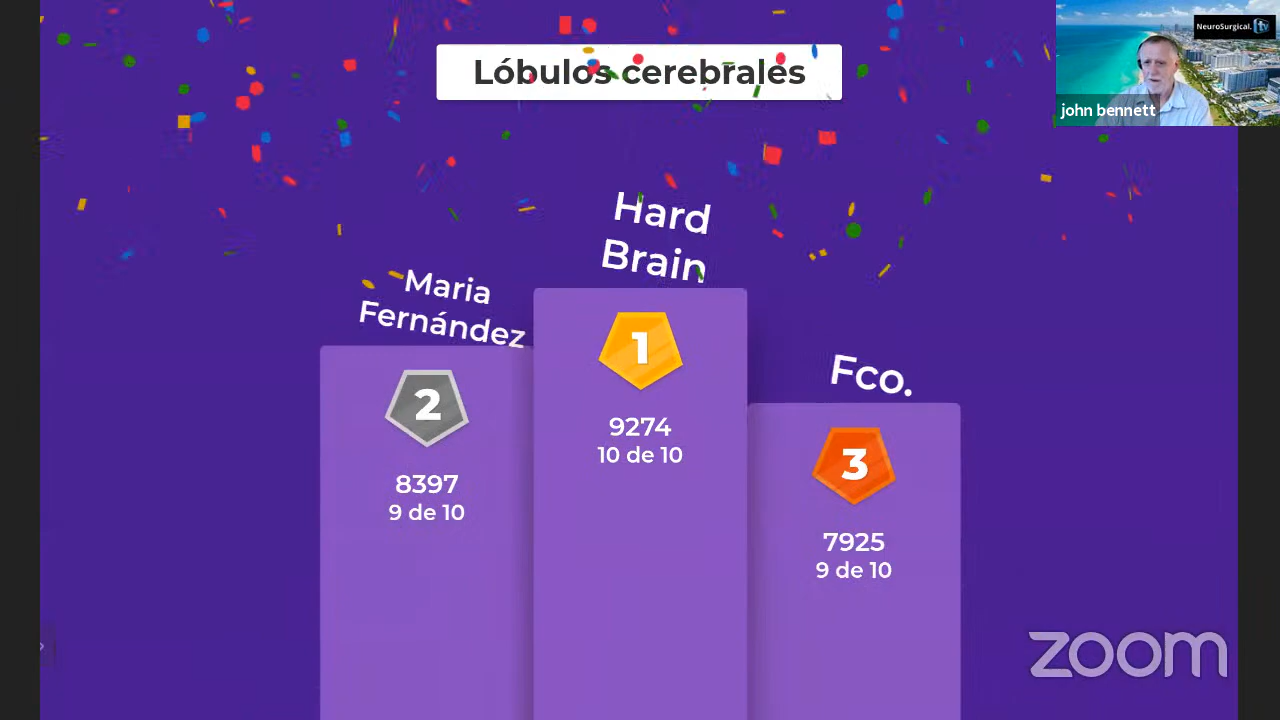 Lóbulos cerebrales
NeuroSurgical.tv
john bennett
Hard
Brain
Maria
Fernández
Fco.
1
9274
10 de 10
2
8397
9 de 10
3
7925
9 de 10
zoom